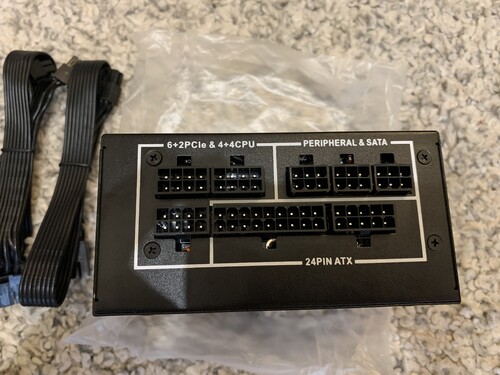 6+2PCIe & 4+4CPU
PERIPHERAL & SATA
24PIN ATX